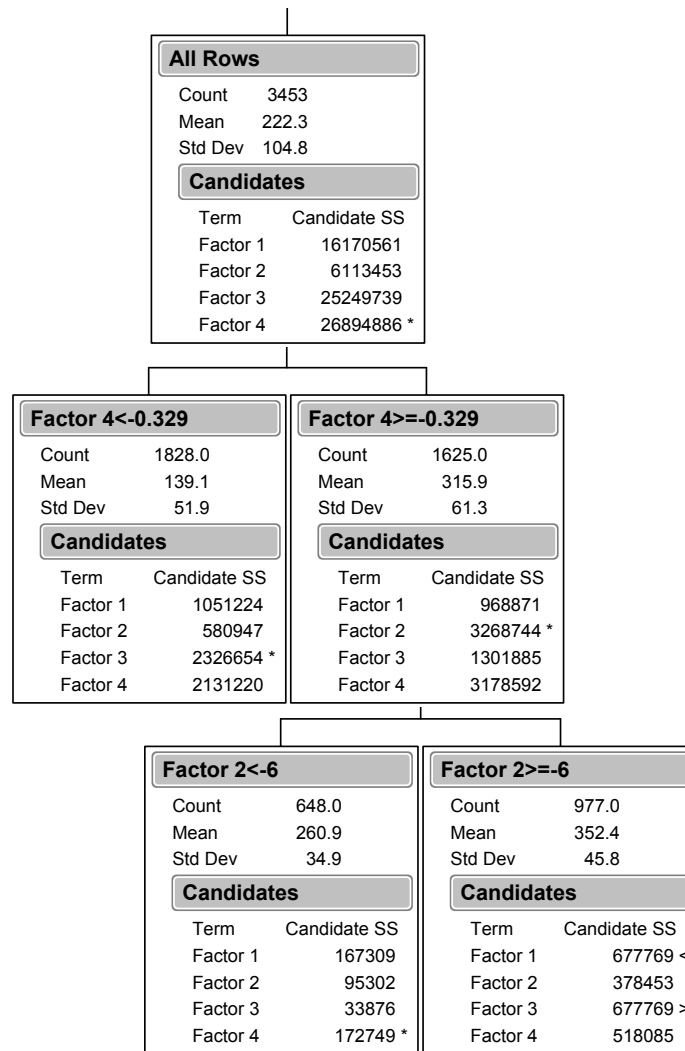 All Rows
Count 3453
Mean 222.3
Std Dev 104.8
Candidates
Term Candidate SS
Factor 1 16170561
Factor 2 6113453
Factor 3 25249739
Factor 4 26894886 *
Factor 4<-0.329
Count 1828.0
Mean 139.1
Std Dev 51.9
Candidates
Term Candidate SS
Factor 1 1051224
Factor 2 580947
Factor 3 2326654 *
Factor 4 2131220
Factor 4>=-0.329
Count 1625.0
Mean 315.9
Std Dev 61.3
Candidates
Term Candidate SS
Factor 1 968871
Factor 2 3268744 *
Factor 3 1301885
Factor 4 3178592
Factor 2<-6
Count 648.0
Mean 260.9
Std Dev 34.9
Candidates
Term Candidate SS
Factor 1 167309
Factor 2 95302
Factor 3 33876
Factor 4 172749 *
Factor 2>=-6
Count 977.0
Mean 352.4
Std Dev 45.8
Candidates
Term Candidate SS
Factor 1 677769 <
Factor 2 378453
Factor 3 677769 >
Factor 4 518085